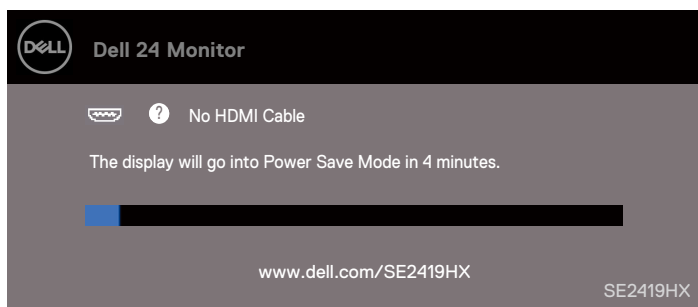 DELL
Dell 24 Monitor
? No HDMI Cable
The display will go into Power Save Mode in 4 minutes.
www.dell.com/SE2419HX
SE2419HX